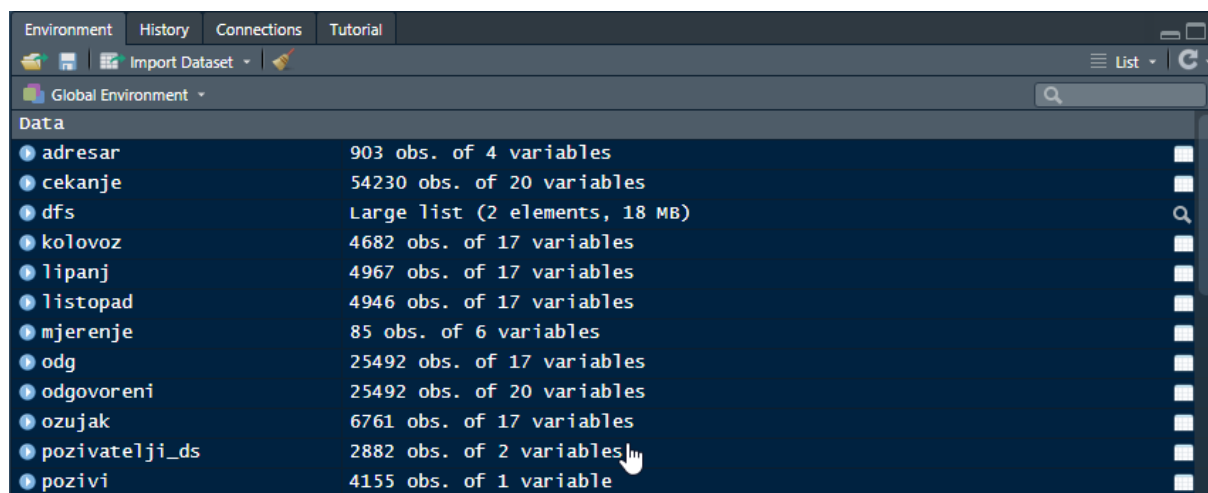 Environment History Connections Tutorial
Import Dataset List
Global Environment
Data
adresar 903 obs. of 4 variables
cekanje 54230 obs. of 20 variables
dfs Large list (2 elements, 18 MB)
kolovoz 4682 obs. of 17 variables
lipanj 4967 obs. of 17 variables
listopad 4946 obs. of 17 variables
mjerenje 85 obs. of 6 variables
odg 25492 obs. of 17 variables
odgovoreni 25492 obs. of 20 variables
ozujak 6761 obs. of 17 variables
pozivatelji_ds 2882 obs. of 2 variables
pozivi 4155 obs. of 1 variable